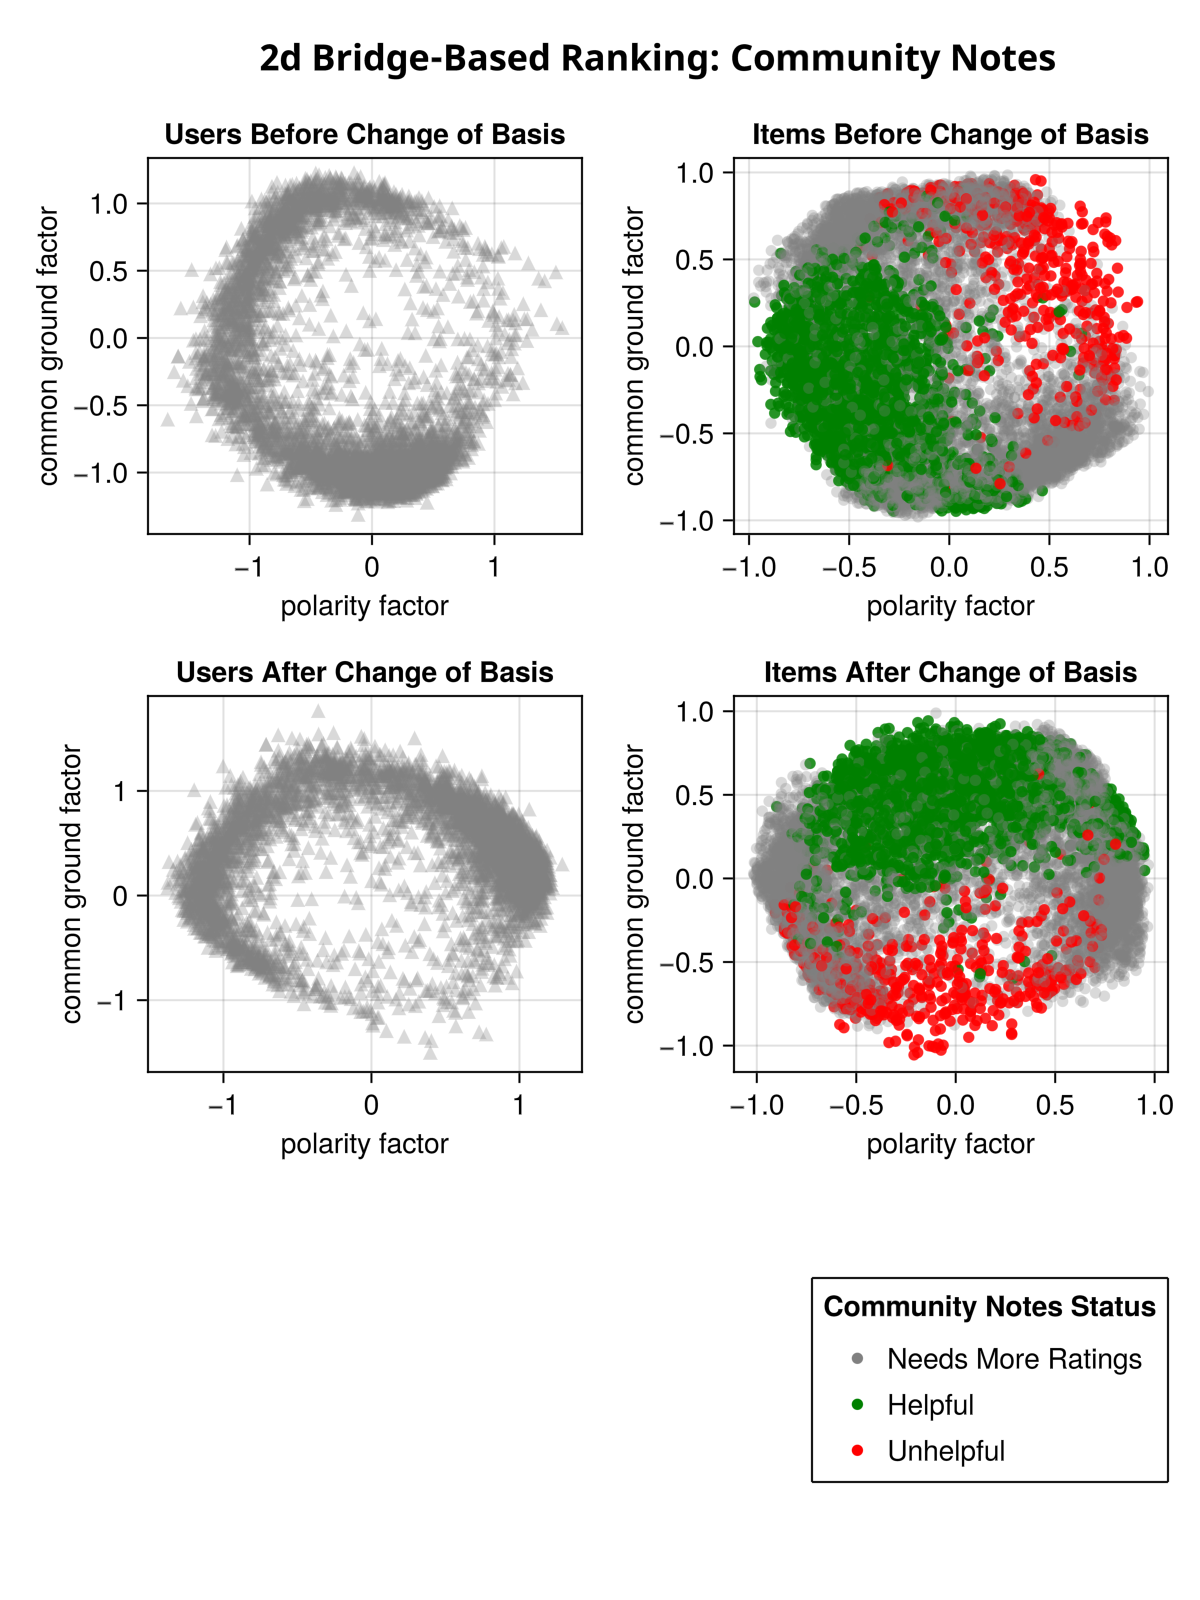 2d Bridge-Based Ranking: Community Notes
Users Before Change of Basis
common ground factor
1.0
0.5
0.0
−0.5
−1.0
−1
0
1
polarity factor
Items Before Change of Basis
common ground factor
1.0
0.5
0.0
−0.5
−1.0
−1.0
−0.5
0.0
0.5
1.0
polarity factor
Users After Change of Basis
common ground factor
1
0
−1
−1
0
1
polarity factor
Items After Change of Basis
common ground factor
1.0
0.5
0.0
−0.5
−1.0
−1.0
−0.5
0.0
0.5
1.0
polarity factor
Community Notes Status
Needs More Ratings
Helpful
Unhelpful